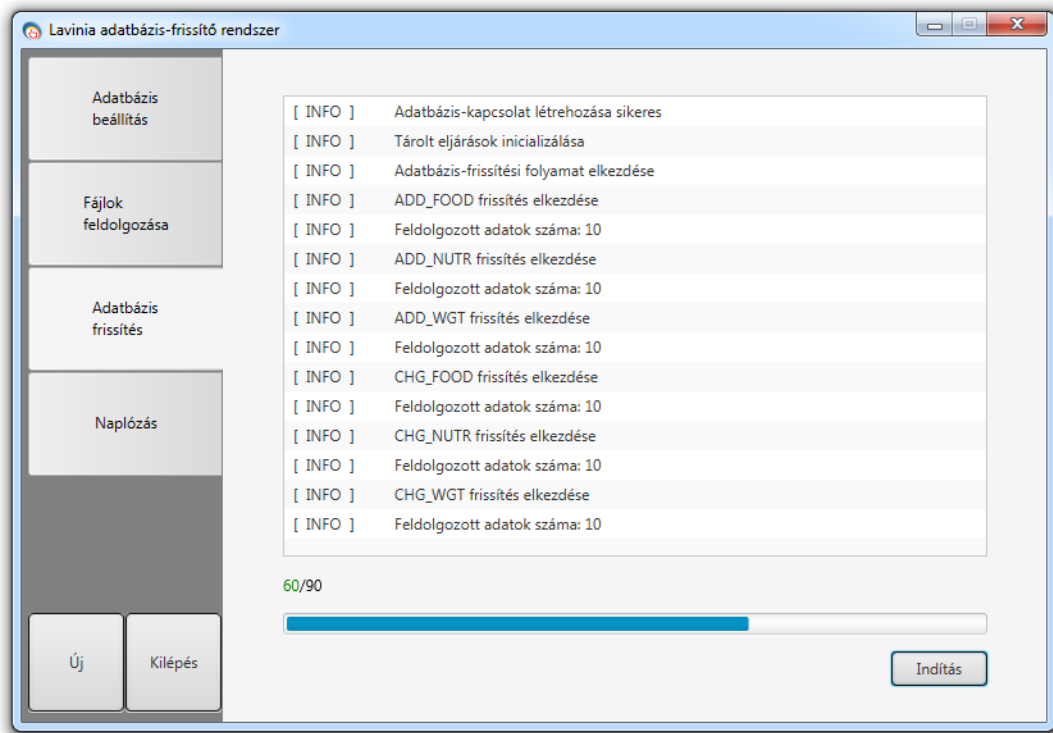 Lavinia adatbázis-frissítő rendszer
Adatbázis
beállítás
Fájlok
feldolgozása
Adatbázis
frissítés
Naplózás
Új
Kilépés
[ INFO ] Adatbázis-kapcsolat létrehozása sikeres
[ INFO ] Tárolt eljárások inicializálása
[ INFO ] Adatbázis-frissítési folyamat elkezdése
[ INFO ] ADD_FOOD frissítés elkezdése
[ INFO ] Feldolgozott adatok száma: 10
[ INFO ] ADD_NUTR frissítés elkezdése
[ INFO ] Feldolgozott adatok száma: 10
[ INFO ] ADD_WGT frissítés elkezdése
[ INFO ] Feldolgozott adatok száma: 10
[ INFO ] CHG_FOOD frissítés elkezdése
[ INFO ] Feldolgozott adatok száma: 10
[ INFO ] CHG_NUTR frissítés elkezdése
[ INFO ] Feldolgozott adatok száma: 10
[ INFO ] CHG_WGT frissítés elkezdése
[ INFO ] Feldolgozott adatok száma: 10
60/90
Indítás